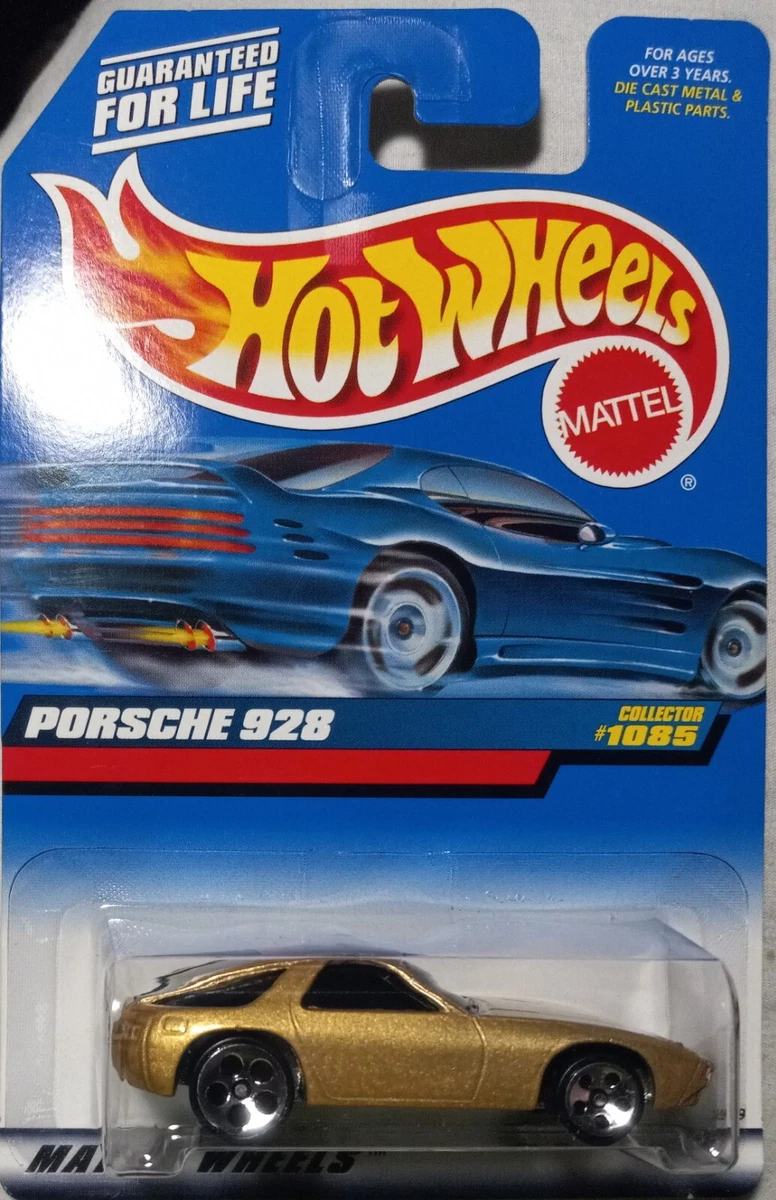 GUARANTEED
FOR LIFE
FOR AGES
OVER 3 YEARS.
DIE CAST METAL &
PLASTIC PARTS.
HOT WHEELS
MATTEL
®
PORSCHE 928
COLLECTOR
#1085
WHEELS™